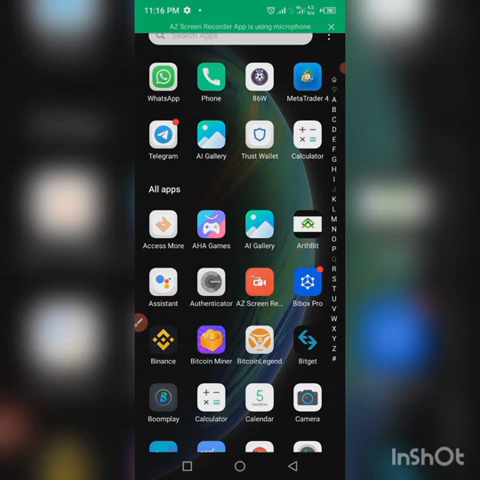 11:16 PM
AZ Screen Recorder App is using microphone
Search Apps
WhatsApp Phone 86W MetaTrader 4
Telegram AI Gallery Trust Wallet Calculator
All apps
Access More AHA Games AI Gallery ArthBit
Assistant Authenticator AZ Screen Re... Bibox Pro
Binance Bitcoin Miner BitcoinLegend Bitget
Boomplay Calculator Calendar Camera
A
B
C
D
E
F
G
H
I
J
K
L
M
N
O
P
Q
R
S
T
U
V
W
X
Y
Z
#
InShOt